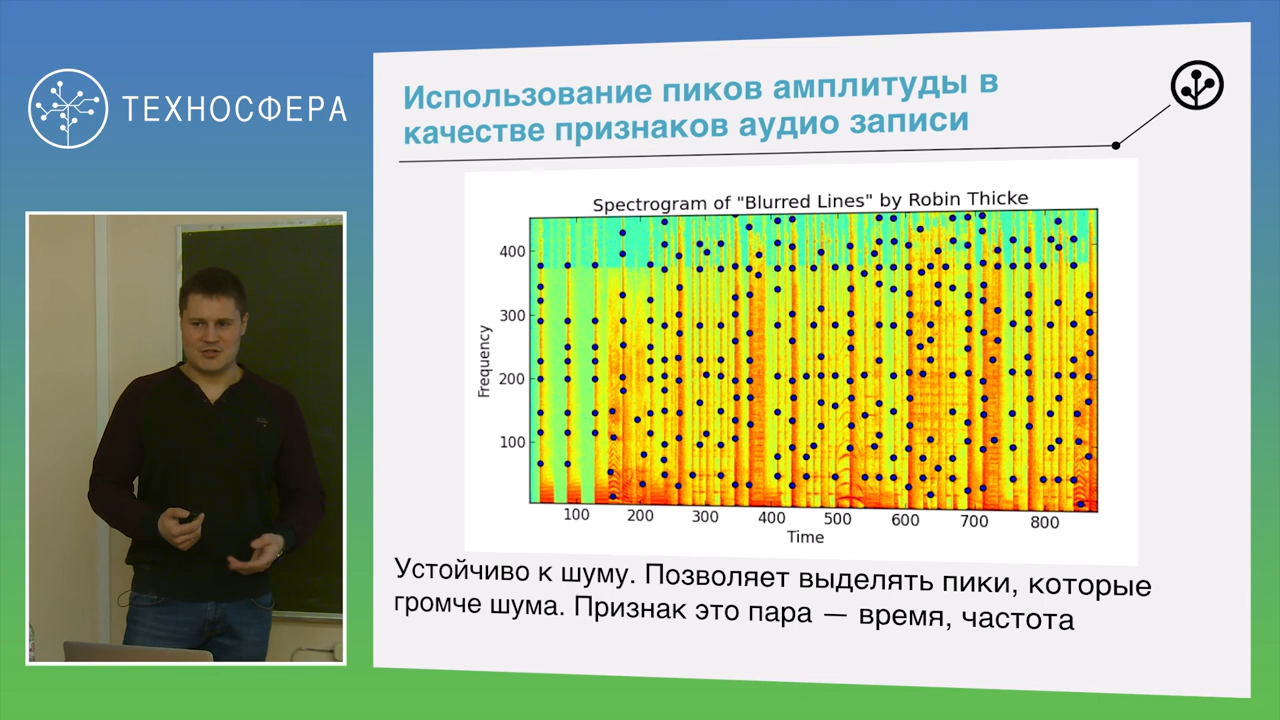 ТЕХНОСФЕРА
Использование пиков амплитуды в
качестве признаков аудио записи
Spectrogram of "Blurred Lines" by Robin Thicke
400
300
200
100
Frequency
100 200 300 400 500 600 700 800
Time
Устойчиво к шуму. Позволяет выделять пики, которые
громче шума. Признак это пара — время, частота